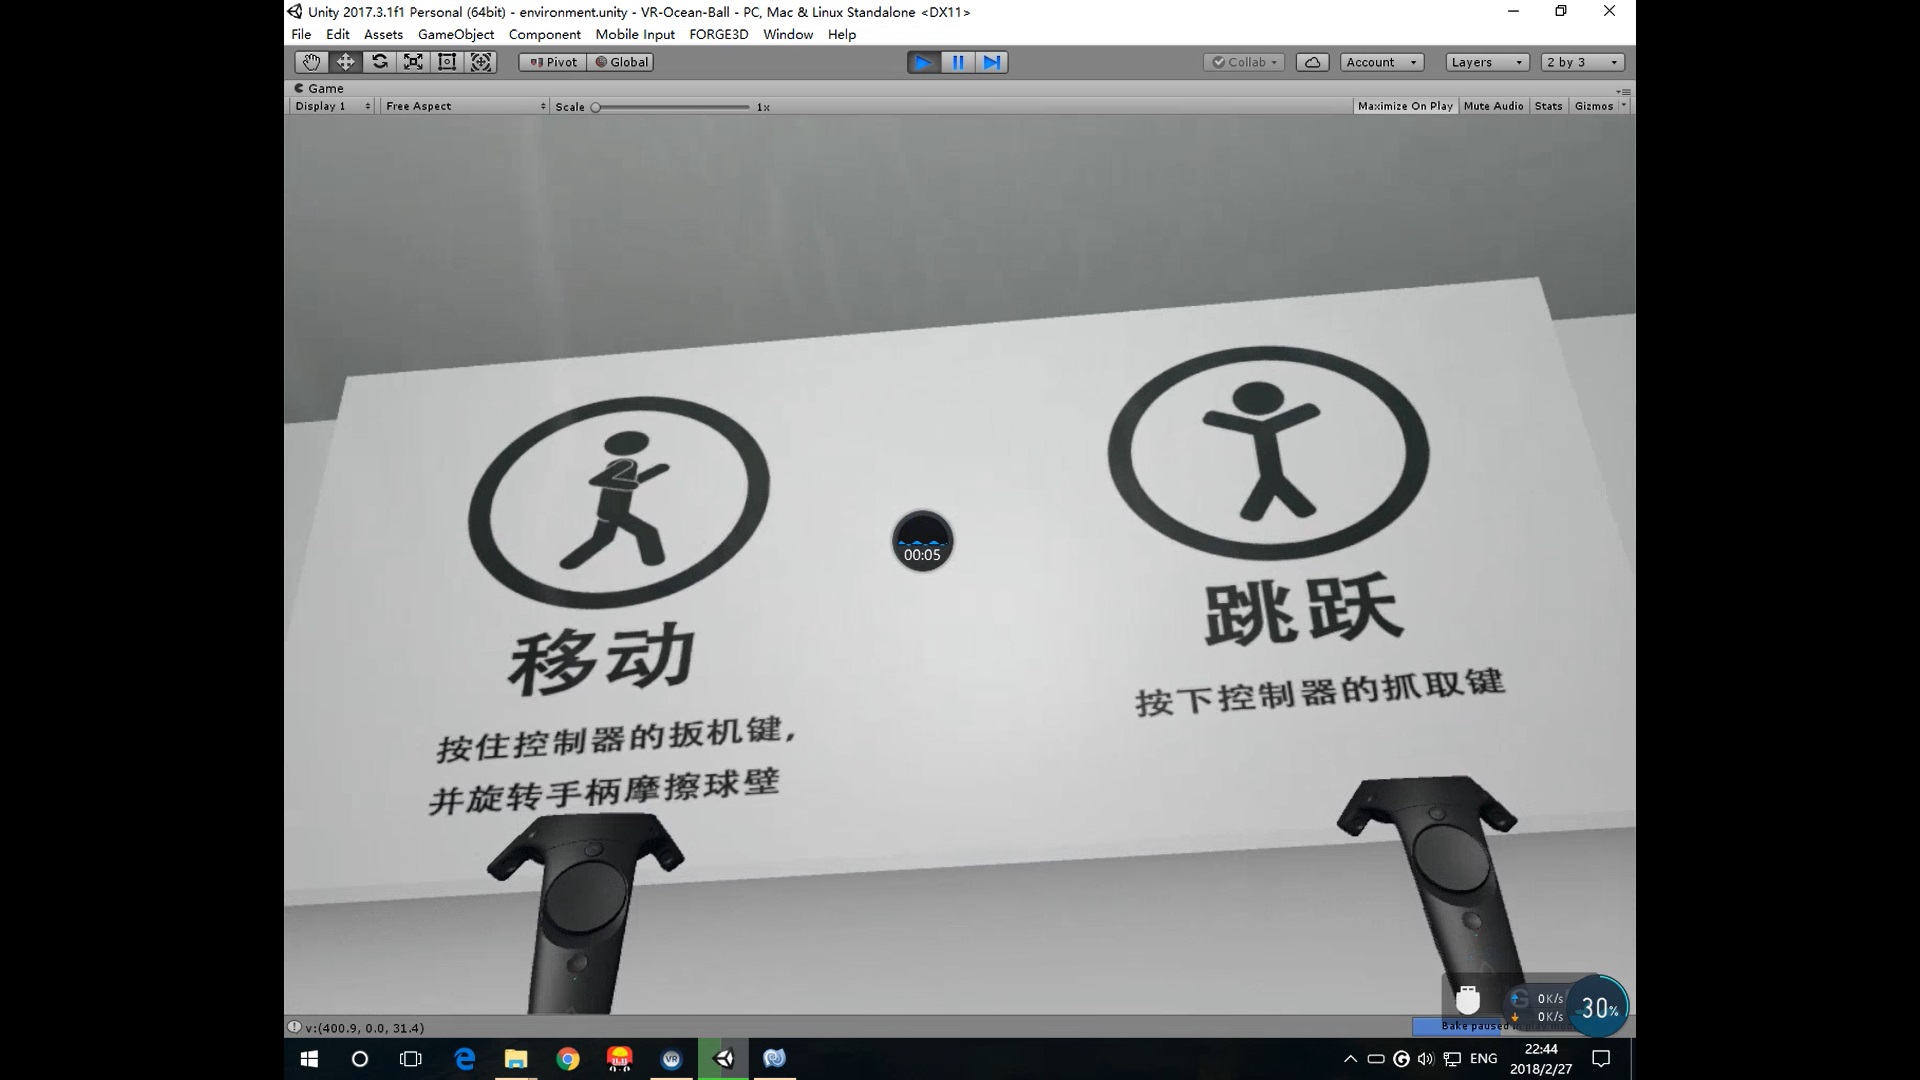 Unity 2017.3.1f1 Personal (64bit) - environment.unity - VR-Ocean-Ball - PC, Mac & Linux Standalone <DX11>
File Edit Assets GameObject Component Mobile Input FORGE3D Window Help
Pivot Global Collab Account Layers 2 by 3
Game
Display 1 Free Aspect Scale 1x Maximize On Play Mute Audio Stats Gizmos
00:05
移动
按住控制器的扳机键,
并旋转手柄摩擦球壁
跳跃
按下控制器的抓取键
0K/s
0K/s
30%
v:(400.9, 0.0, 31.4)
Bake paused in play
VR
ENG
22:44
2018/2/27